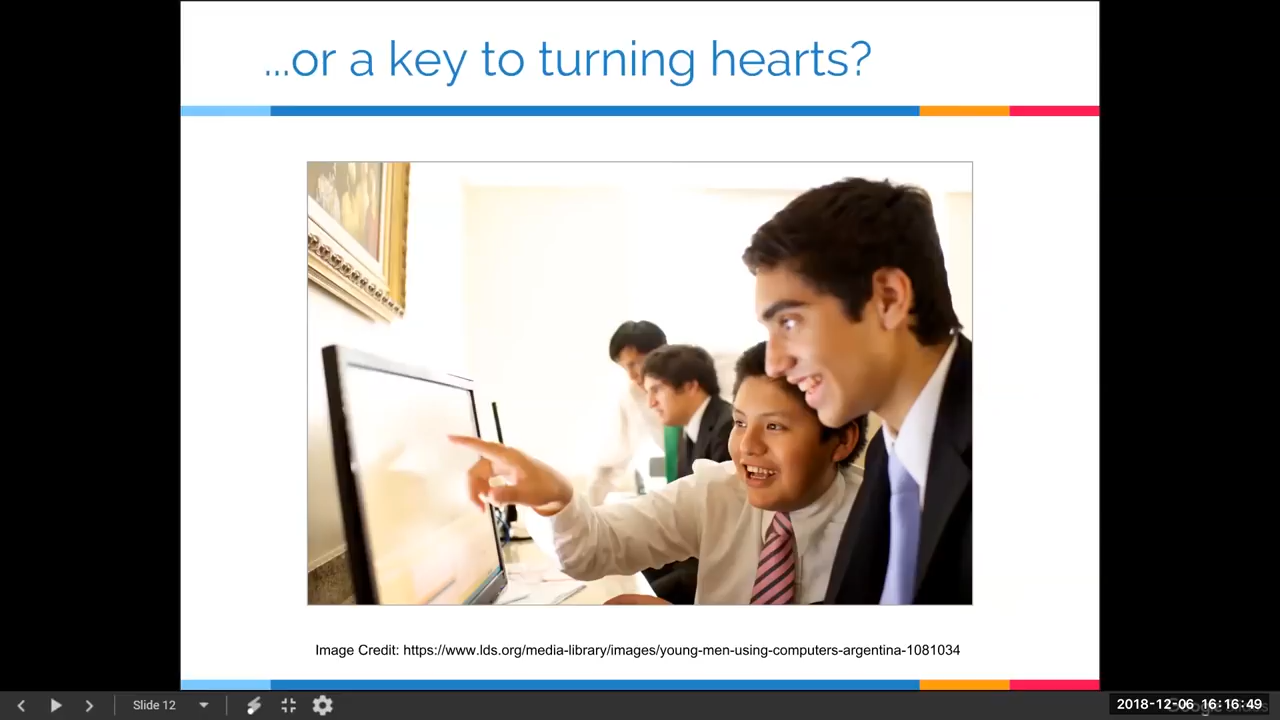 ...or a key to turning hearts?
Image Credit: https://www.lds.org/media-library/images/young-men-using-computers-argentina-1081034
Slide 12
2018-12-06 16:16:49